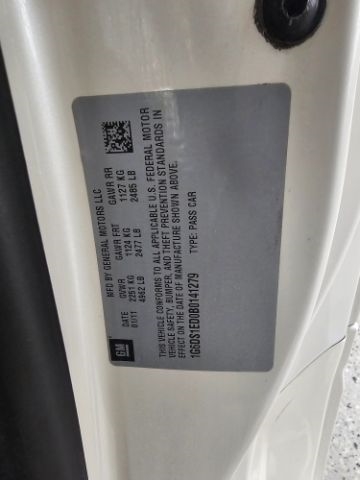 MFD BY GENERAL MOTORS LLC
DATE GVWR GAWR FRT GAWR RR
01/11 2251 KG 1124 KG 1127 KG
4962 LB 2477 LB 2485 LB
THIS VEHICLE CONFORMS TO ALL APPLICABLE U.S. FEDERAL MOTOR
VEHICLE SAFETY, BUMPER, AND THEFT PREVENTION STANDARDS IN
EFFECT ON THE DATE OF MANUFACTURE SHOWN ABOVE.
1G6DS1ED0B0141279 TYPE: PASS CAR
GM